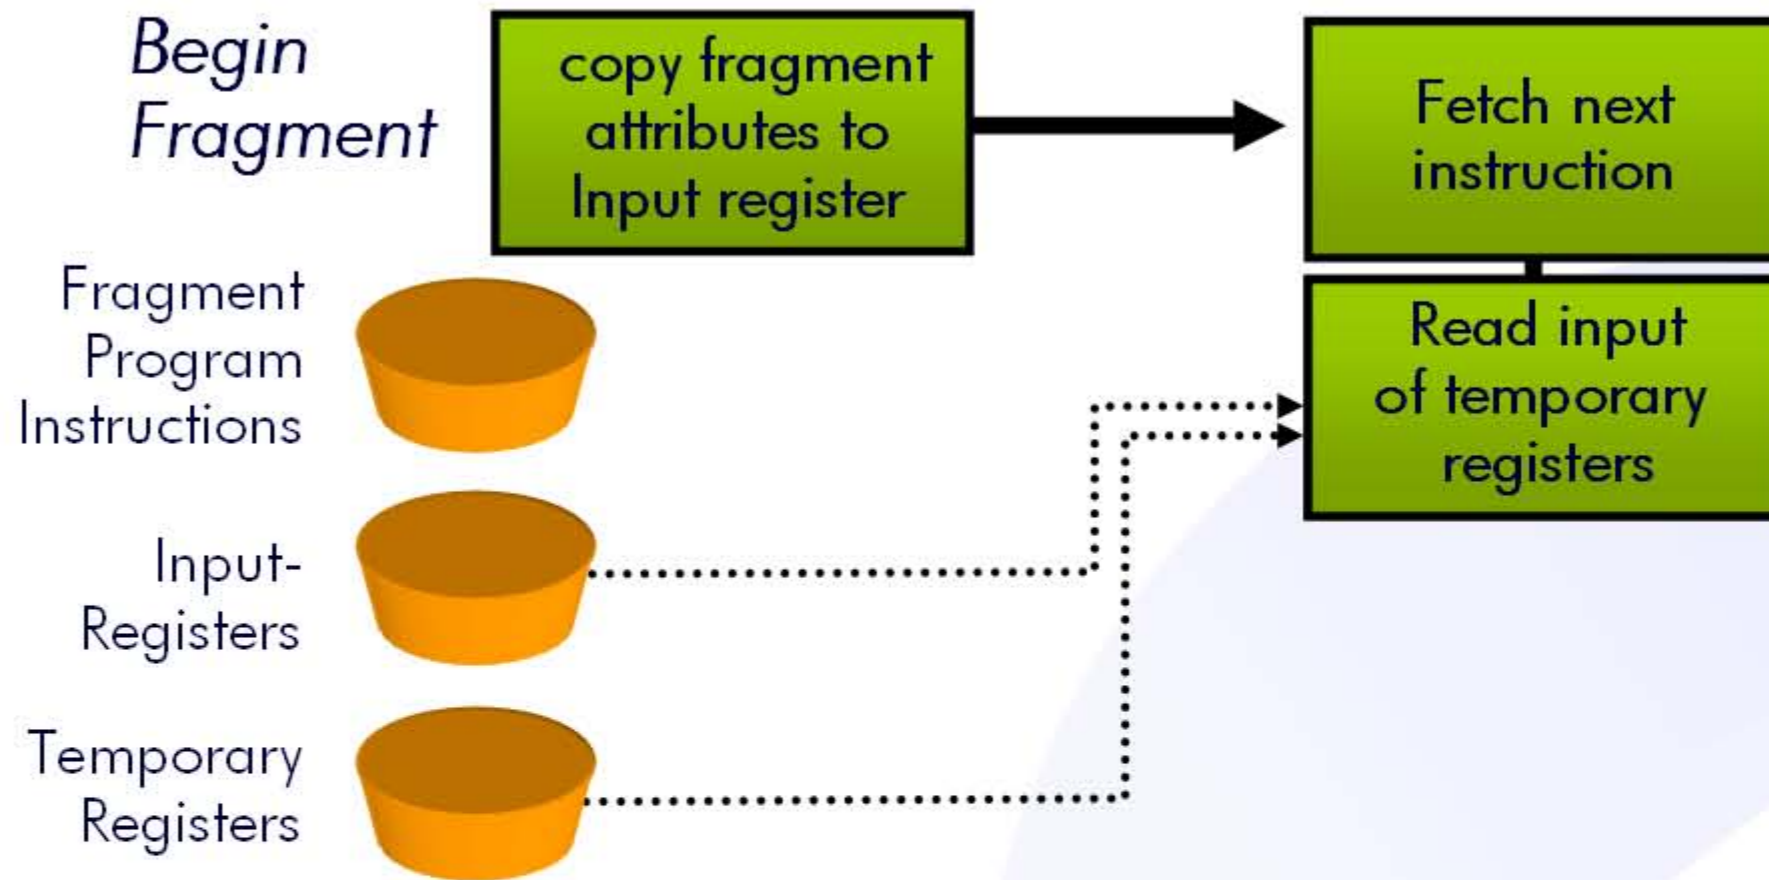 Begin
Fragment
copy fragment
attributes to
Input register
Fetch next
instruction
Fragment
Program
Instructions
Read input
of temporary
registers
Input-
Registers
Temporary
Registers